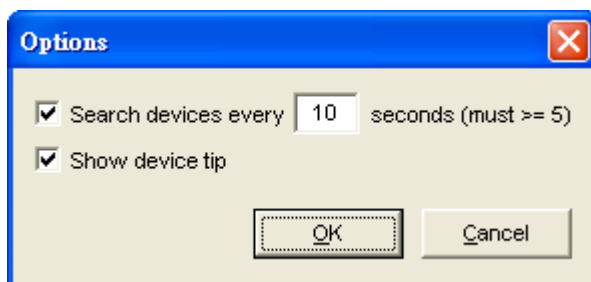 Options
Search devices every 10 seconds (must >= 5)
Show device tip
OK Cancel